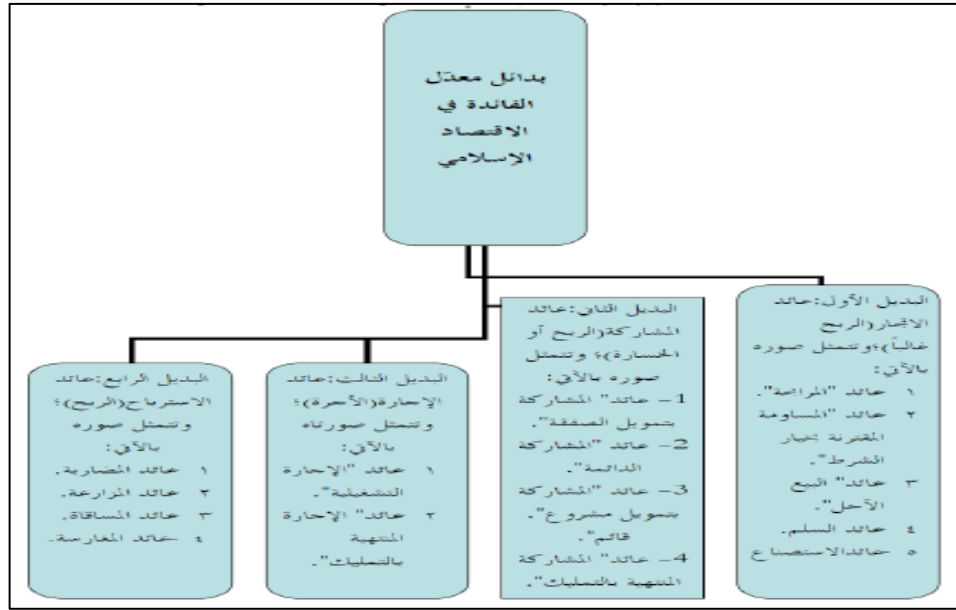 بدائل معدّل
الفائدة في
الاقتصاد
الإسلامي
البديل الأول:عائد
الاتجار(الربح
غالباً)؛وتتمثل صوره
بالآتي:
١ عائد "المرابحة".
٢ عائد "المساومة
المقترنة بخيار
الشرط".
٣ عائد" البيع
الآجل".
٤ عائد السلم.
٥ عائدالاستصناع
البديل الثاني:عائد
المشاركة(الربح أو
الخسارة)؛ وتتمثل
صوره بالآتي:
1- عائد" المشاركة
بتمويل الصفقة".
2- عائد "المشاركة
الدائمة".
3- عائد "المشاركة
بتمويل مشروع
قائم".
4- عائد" المشاركة
المنتهية بالتمليك".
البديل الثالث:عائد
الإجارة(الأجرة)؛
وتتمثل صورتاه
بالآتي:
١ عائد "الإجارة
التشغيلية".
٢ عائد" الإجارة
المنتهية
بالتمليك".
البديل الرابع:عائد
الاسترباح(الربح)؛
وتتمثل صوره
بالآتي:
١ عائد المضاربة.
٢ عائد المزارعة.
٣ عائد المساقاة.
٤ عائد المغارسة.